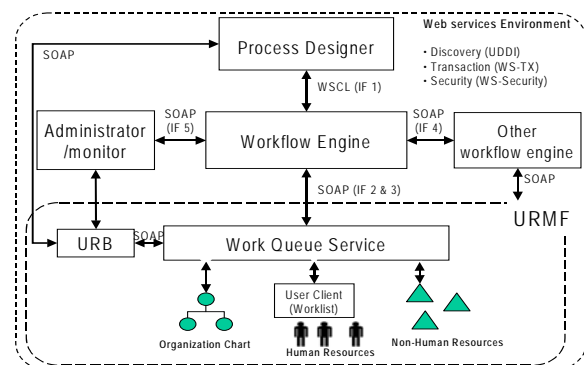 Web services Environment
• Discovery (UDDI)
• Transaction (WS-TX)
• Security (WS-Security)
Process Designer
SOAP
WSCL (IF 1)
Administrator
/monitor
SOAP
(IF 5)
Workflow Engine
SOAP
(IF 4)
Other
workflow engine
SOAP (IF 2 & 3)
SOAP
URMF
URB
SOAP
Work Queue Service
User Client
(Worklist)
Organization Chart
Human Resources
Non-Human Resources